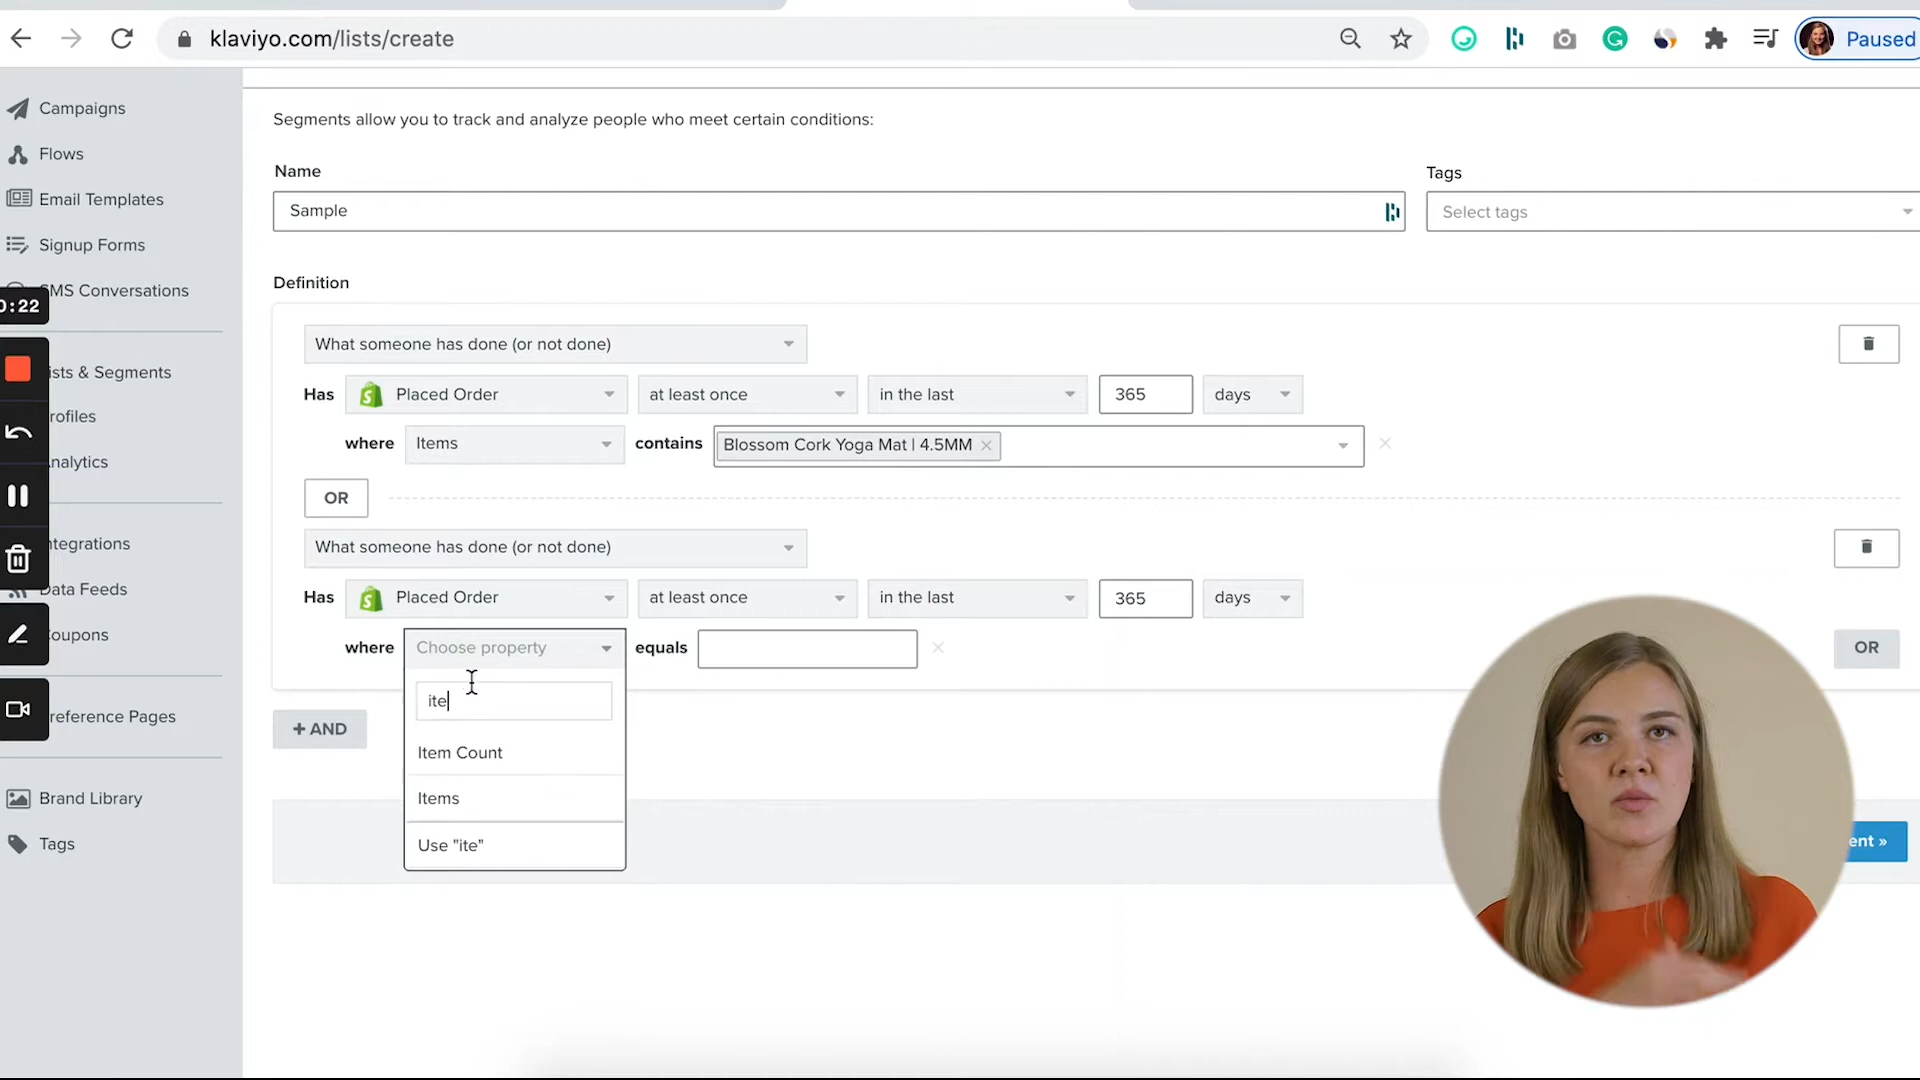 klaviyo.com/lists/create
Paused
Campaigns
Flows
Email Templates
Signup Forms
SMS Conversations
0:22
ists & Segments
rofiles
nalytics
ntegrations
Data Feeds
oupons
reference Pages
Brand Library
Tags
Segments allow you to track and analyze people who meet certain conditions:
Name
Tags
Sample
Select tags
Definition
What someone has done (or not done)
Has Placed Order at least once in the last 365 days
where Items contains Blossom Cork Yoga Mat | 4.5MM
OR
What someone has done (or not done)
Has Placed Order at least once in the last 365 days
where Choose property equals
OR
ite
+ AND
Item Count
Items
Use "ite"
ent »